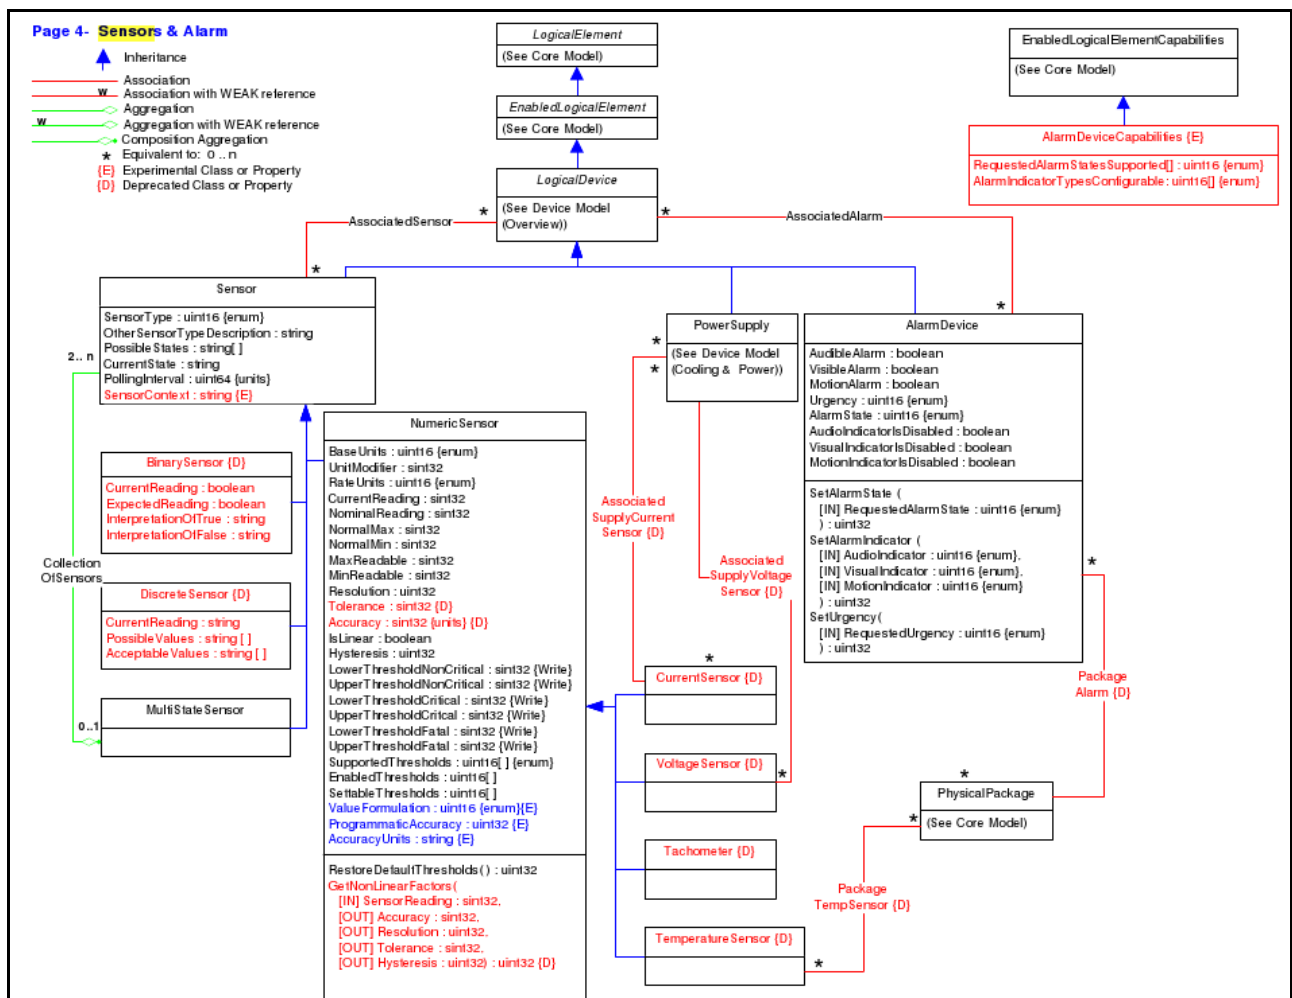 Page 4- Sensors & Alarm
Inheritance
Association
w
Association with WEAK reference
Aggregation
w
Aggregation with WEAK reference
Composition Aggregation
* Equivalent to: 0 .. n
{E} Experimental Class or Property
{D} Deprecated Class or Property
LogicalElement
(See Core Model)
EnabledLogicalElement
(See Core Model)
LogicalDevice
(See Device Model
(Overview))
EnabledLogicalElementCapabilities
(See Core Model)
AlarmDeviceCapabilities {E}
RequestedAlarmStatesSupported[] : uint16 {enum}
AlarmIndicatorTypesConfigurable: uint16[] {enum}
*
AssociatedSensor
*
*
AssociatedAlarm
*
Sensor
SensorType : uint16 {enum}
OtherSensorTypeDescription : string
PossibleStates : string[ ]
CurrentState : string
PollingInterval : uint64 {units}
SensorContext : string {E}
2.. n
Collection
OfSensors
0..1
BinarySensor {D}
CurrentReading : boolean
ExpectedReading : boolean
InterpretationOfTrue : string
InterpretationOfFalse : string
DiscreteSensor {D}
CurrentReading : string
PossibleValues : string [ ]
AcceptableValues : string [ ]
MultiStateSensor
NumericSensor
BaseUnits : uint16 {enum}
UnitModifier : sint32
RateUnits : uint16 {enum}
CurrentReading : sint32
NominalReading : sint32
NormalMax : sint32
NormalMin : sint32
MaxReadable : sint32
MinReadable : sint32
Resolution : uint32
Tolerance : sint32 {D}
Accuracy : sint32 {units} {D}
IsLinear : boolean
Hysteresis : uint32
LowerThresholdNonCritical : sint32 {Write}
UpperThresholdNonCritical : sint32 {Write}
LowerThresholdCritical : sint32 {Write}
UpperThresholdCritcal : sint32 {Write}
LowerThresholdFatal : sint32 {Write}
UpperThresholdFatal : sint32 {Write}
SupportedThresholds : uint16[ ] {enum}
EnabledThresholds : uint16[ ]
SettableThresholds : uint16[ ]
ValueFormulation : uint16 {enum}{E}
ProgrammaticAccuracy : uint32 {E}
AccuracyUnits : string {E}
RestoreDefaultThresholds( ) : uint32
GetNonLinearFactors(
[IN] SensorReading : sint32,
[OUT] Accuracy : sint32,
[OUT] Resolution : uint32,
[OUT] Tolerance : sint32,
[OUT] Hysteresis : uint32) : uint32 {D}
PowerSupply
(See Device Model
(Cooling & Power))
*
*
Associated
SupplyCurrent
Sensor {D}
Associated
SupplyVoltage
Sensor {D}
*
CurrentSensor {D}
VoltageSensor {D}
*
Tachometer {D}
TemperatureSensor {D}
*
AlarmDevice
AudibleAlarm : boolean
VisibleAlarm : boolean
MotionAlarm : boolean
Urgency : uint16 {enum}
AlarmState : uint16 {enum}
AudioIndicatorIsDisabled : boolean
VisualIndicatorIsDisabled : boolean
MotionIndicatorIsDisabled : boolean
SetAlarmState (
[IN] RequestedAlarmState : uint16 {enum}
) : uint32
SetAlarmIndicator (
[IN] AudioIndicator : uint16 {enum},
[IN] VisualIndicator : uint16 {enum},
[IN] MotionIndicator : uint16 {enum}
) : uint32
SetUrgency(
[IN] RequestedUrgency : uint16 {enum}
) : uint32
*
Package
Alarm {D}
*
PhysicalPackage
(See Core Model)
*
Package
TempSensor {D}